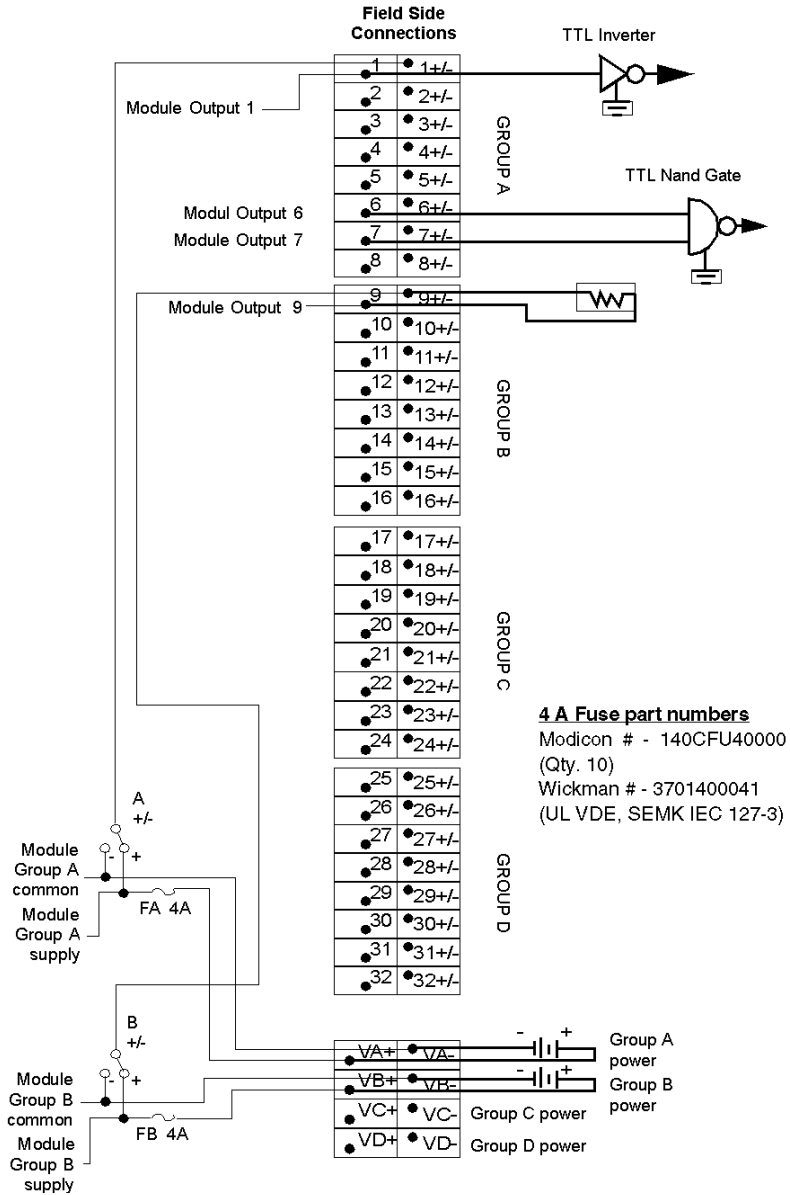 Field Side
Connections
TTL Inverter
1 1+/-
Module Output 1
2 2+/-
3 3+/-
4 4+/-
5 5+/-
GROUP A
TTL Nand Gate
Modul Output 6
6 6+/-
Module Output 7
7 7+/-
8 8+/-
9 9+/-
Module Output 9
10 10+/-
11 11+/-
12 12+/-
13 13+/-
14 14+/-
15 15+/-
16 16+/-
GROUP B
17 17+/-
18 18+/-
19 19+/-
20 20+/-
21 21+/-
22 22+/-
23 23+/-
24 24+/-
GROUP C
4 A Fuse part numbers
Modicon # - 140CFU40000
(Qty. 10)
Wickman # - 3701400041
(UL VDE, SEMK IEC 127-3)
25 25+/-
26 26+/-
27 27+/-
28 28+/-
29 29+/-
30 30+/-
31 31+/-
32 32+/-
GROUP D
A
+/-
- +
Module
Group A
common
FA 4A
Module
Group A
supply
B
+/-
- +
Module
Group B
common
FB 4A
Module
Group B
supply
VA+ VA-
- +
Group A
power
VB+ VB-
- +
Group B
power
VC+ VC- Group C power
VD+ VD- Group D power